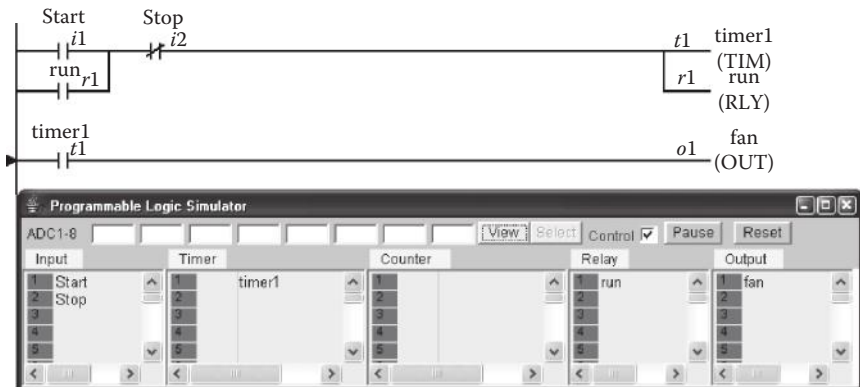 Start Stop
i1 i2 t1 timer1
(TIM)
run r1 r1 run
(RLY)
timer1
t1 o1 fan
(OUT)
Programmable Logic Simulator
ADC1-8 View Select Control Pause Reset
Input Timer Counter Relay Output
1 Start 1 timer1 1 1 run 1 fan
2 Stop 2 2 2 2
3 3 3 3 3
4 4 4 4 4
5 5 5 5 5